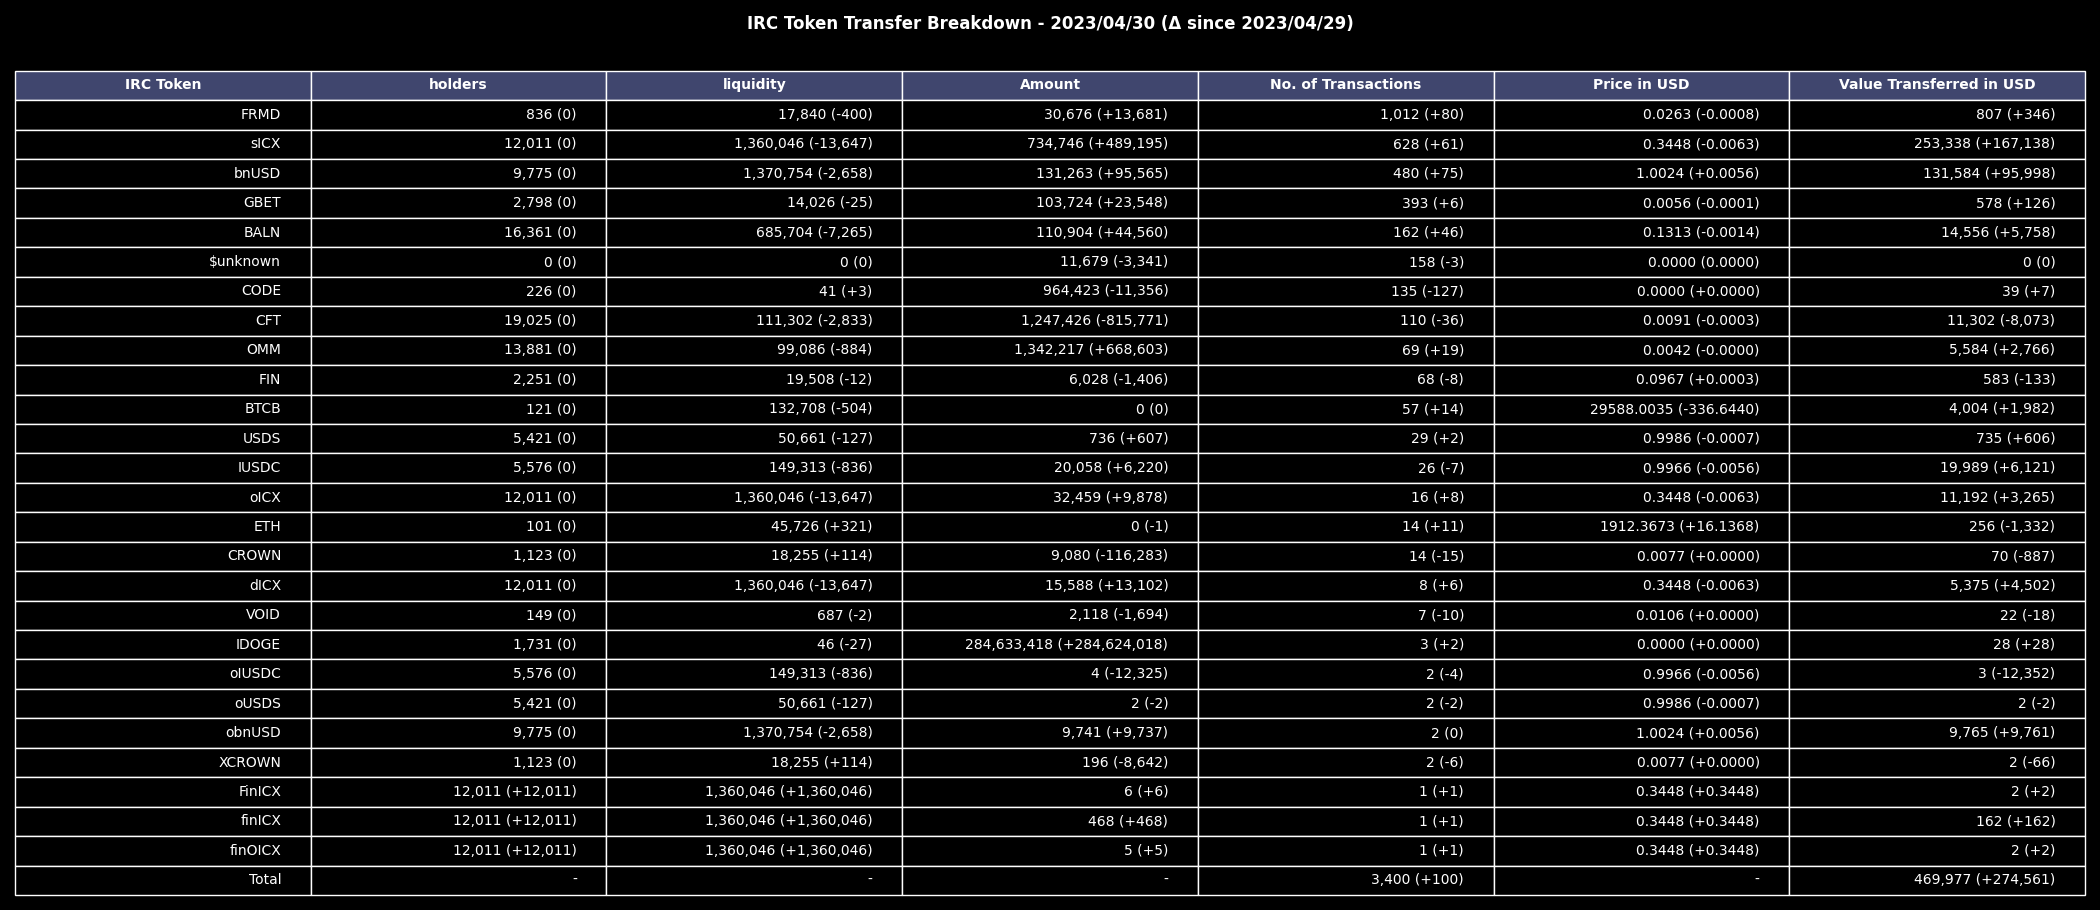 IRC Token Transfer Breakdown - 2023/04/30 (Δ since 2023/04/29)
IRC Token holders liquidity Amount No. of Transactions Price in USD Value Transferred in USD
FRMD 836 (0) 17,840 (-400) 30,676 (+13,681) 1,012 (+80) 0.0263 (-0.0008) 807 (+346)
sICX 12,011 (0) 1,360,046 (-13,647) 734,746 (+489,195) 628 (+61) 0.3448 (-0.0063) 253,338 (+167,138)
bnUSD 9,775 (0) 1,370,754 (-2,658) 131,263 (+95,565) 480 (+75) 1.0024 (+0.0056) 131,584 (+95,998)
GBET 2,798 (0) 14,026 (-25) 103,724 (+23,548) 393 (+6) 0.0056 (-0.0001) 578 (+126)
BALN 16,361 (0) 685,704 (-7,265) 110,904 (+44,560) 162 (+46) 0.1313 (-0.0014) 14,556 (+5,758)
$unknown 0 (0) 0 (0) 11,679 (-3,341) 158 (-3) 0.0000 (0.0000) 0 (0)
CODE 226 (0) 41 (+3) 964,423 (-11,356) 135 (-127) 0.0000 (+0.0000) 39 (+7)
CFT 19,025 (0) 111,302 (-2,833) 1,247,426 (-815,771) 110 (-36) 0.0091 (-0.0003) 11,302 (-8,073)
OMM 13,881 (0) 99,086 (-884) 1,342,217 (+668,603) 69 (+19) 0.0042 (-0.0000) 5,584 (+2,766)
FIN 2,251 (0) 19,508 (-12) 6,028 (-1,406) 68 (-8) 0.0967 (+0.0003) 583 (-133)
BTCB 121 (0) 132,708 (-504) 0 (0) 57 (+14) 29588.0035 (-336.6440) 4,004 (+1,982)
USDS 5,421 (0) 50,661 (-127) 736 (+607) 29 (+2) 0.9986 (-0.0007) 735 (+606)
IUSDC 5,576 (0) 149,313 (-836) 20,058 (+6,220) 26 (-7) 0.9966 (-0.0056) 19,989 (+6,121)
oICX 12,011 (0) 1,360,046 (-13,647) 32,459 (+9,878) 16 (+8) 0.3448 (-0.0063) 11,192 (+3,265)
ETH 101 (0) 45,726 (+321) 0 (-1) 14 (+11) 1912.3673 (+16.1368) 256 (-1,332)
CROWN 1,123 (0) 18,255 (+114) 9,080 (-116,283) 14 (-15) 0.0077 (+0.0000) 70 (-887)
dICX 12,011 (0) 1,360,046 (-13,647) 15,588 (+13,102) 8 (+6) 0.3448 (-0.0063) 5,375 (+4,502)
VOID 149 (0) 687 (-2) 2,118 (-1,694) 7 (-10) 0.0106 (+0.0000) 22 (-18)
IDOGE 1,731 (0) 46 (-27) 284,633,418 (+284,624,018) 3 (+2) 0.0000 (+0.0000) 28 (+28)
oIUSDC 5,576 (0) 149,313 (-836) 4 (-12,325) 2 (-4) 0.9966 (-0.0056) 3 (-12,352)
oUSDS 5,421 (0) 50,661 (-127) 2 (-2) 2 (-2) 0.9986 (-0.0007) 2 (-2)
obnUSD 9,775 (0) 1,370,754 (-2,658) 9,741 (+9,737) 2 (0) 1.0024 (+0.0056) 9,765 (+9,761)
XCROWN 1,123 (0) 18,255 (+114) 196 (-8,642) 2 (-6) 0.0077 (+0.0000) 2 (-66)
FinICX 12,011 (+12,011) 1,360,046 (+1,360,046) 6 (+6) 1 (+1) 0.3448 (+0.3448) 2 (+2)
finICX 12,011 (+12,011) 1,360,046 (+1,360,046) 468 (+468) 1 (+1) 0.3448 (+0.3448) 162 (+162)
finOICX 12,011 (+12,011) 1,360,046 (+1,360,046) 5 (+5) 1 (+1) 0.3448 (+0.3448) 2 (+2)
Total - - - 3,400 (+100) - 469,977 (+274,561)